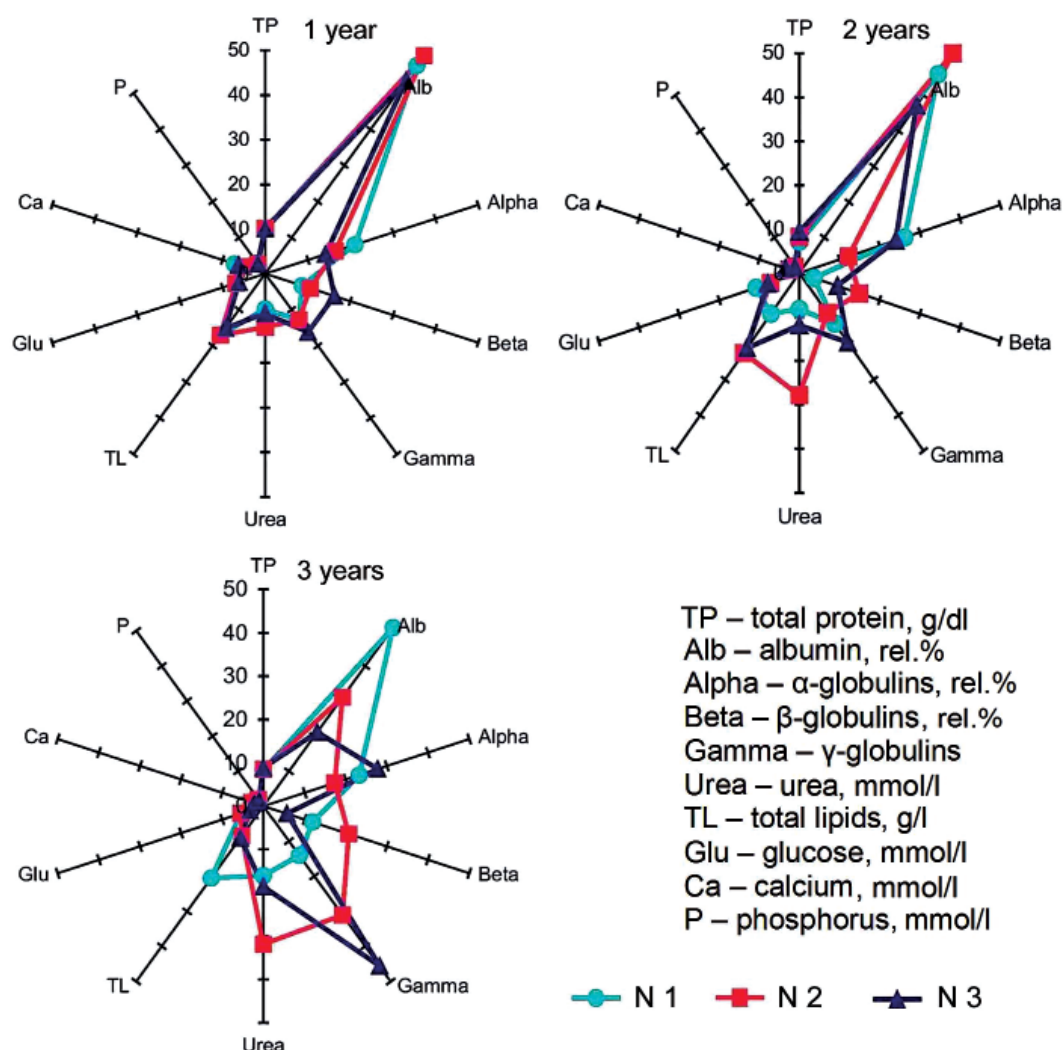 1 year
TP
50
40
30
20
10
P
Alb
Ca
Alpha
Glu
Beta
TL
Gamma
Urea
2 years
TP
50
40
30
20
10
0
P
Alb
Ca
Alpha
Glu
Beta
TL
Gamma
Urea
3 years
TP
50
40
30
20
10
0
P
Alb
Ca
Alpha
Glu
Beta
TL
Gamma
Urea
TP – total protein, g/dl
Alb – albumin, rel.%
Alpha – α-globulins, rel.%
Beta – β-globulins, rel.%
Gamma – γ-globulins
Urea – urea, mmol/l
TL – total lipids, g/l
Glu – glucose, mmol/l
Ca – calcium, mmol/l
P – phosphorus, mmol/l
N 1 N 2 N 3